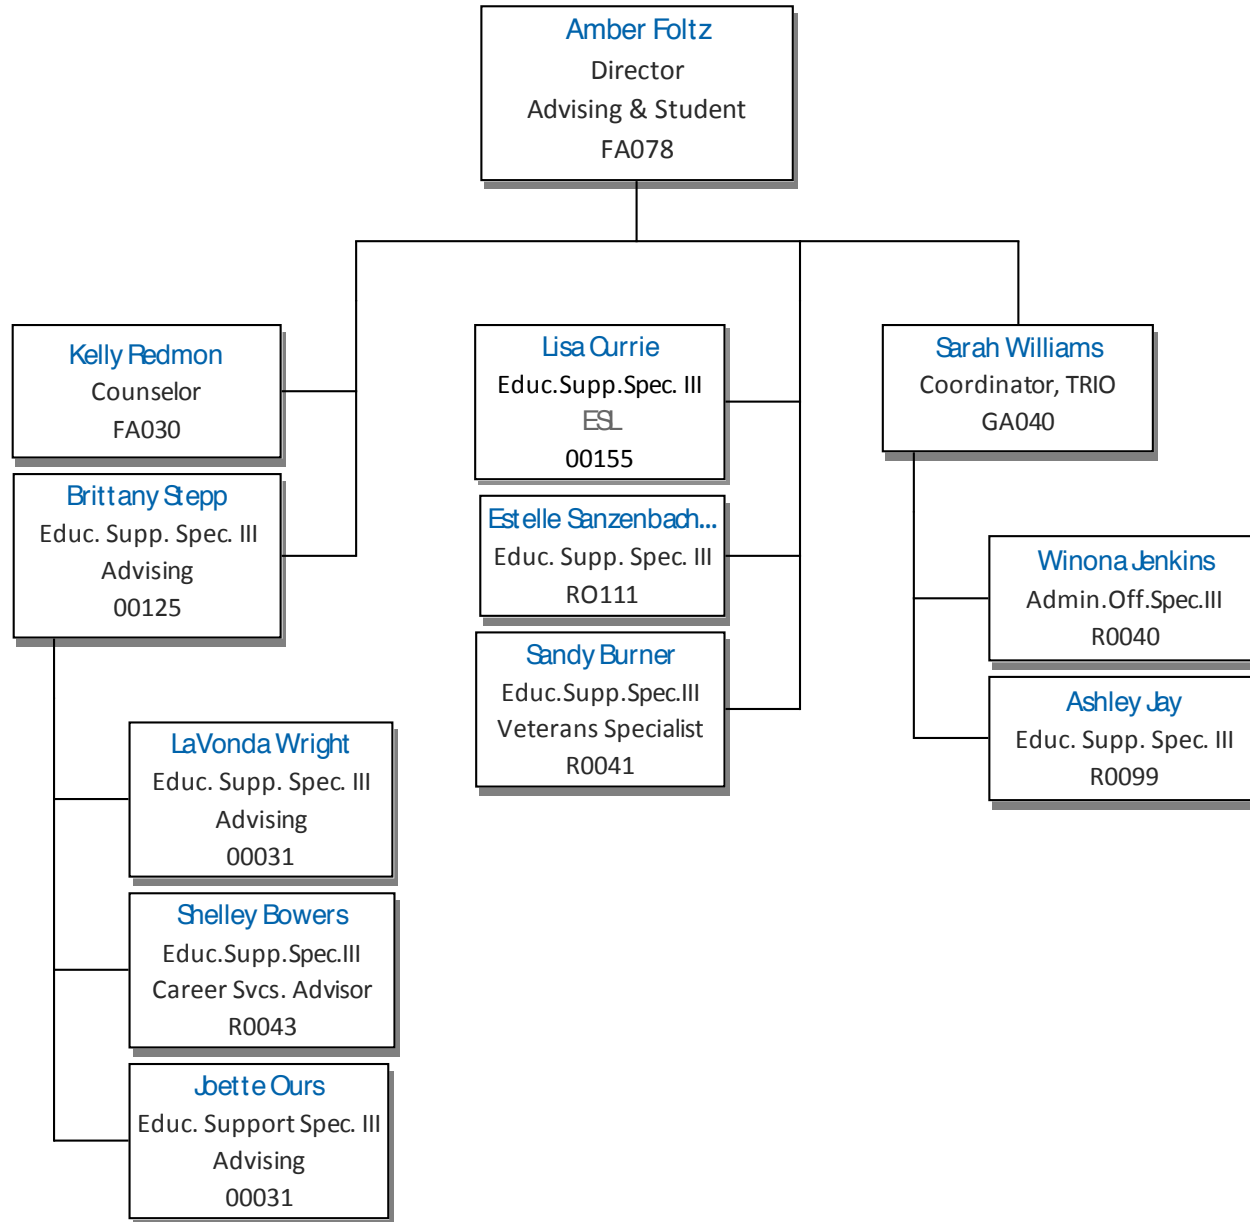 Amber Foltz
Director
Advising & Student
FA078
Kelly Redmon
Counselor
FA030
Brittany Stepp
Educ. Supp. Spec. III
Advising
00125
LaVonda Wright
Educ. Supp. Spec. III
Advising
00031
Shelley Bowers
Educ.Supp.Spec.III
Career Svcs. Advisor
R0043
Joette Ours
Educ. Support Spec. III
Advising
00031
Lisa Currie
Educ.Supp.Spec. III
ESL
00155
Estelle Sanzenbach...
Educ. Supp. Spec. III
RO111
Sandy Burner
Educ.Supp.Spec.III
Veterans Specialist
R0041
Sarah Williams
Coordinator, TRIO
GA040
Winona Jenkins
Admin.Off.Spec.III
R0040
Ashley Jay
Educ. Supp. Spec. III
R0099